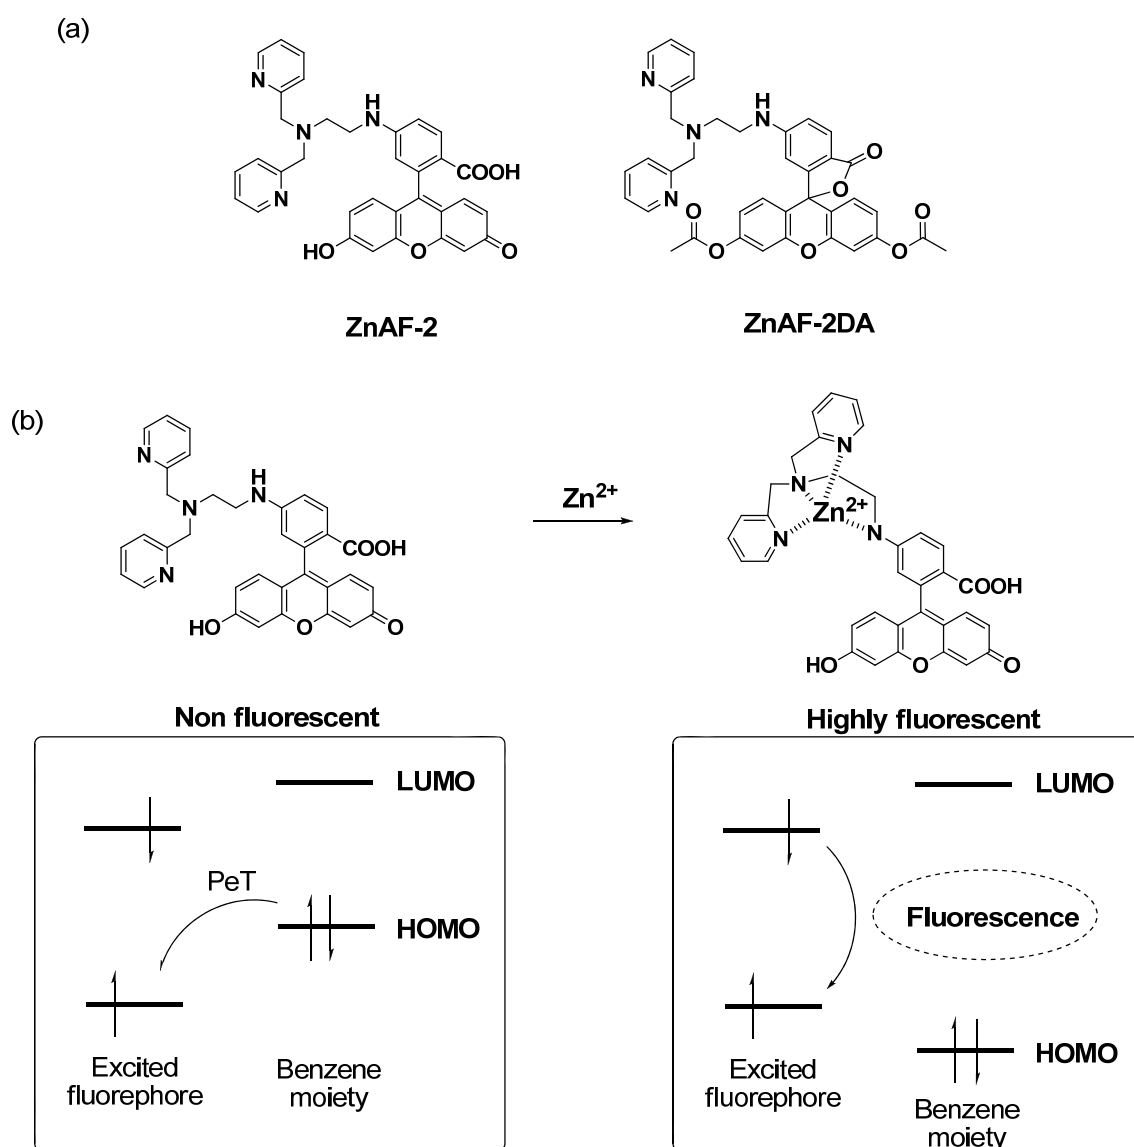 (a)
N
H
N
N
N
COOH
HO
O
O
ZnAF-2
N
H
N
N
N
O
O
O
O
O
O
O
ZnAF-2DA
(b)
N
H
N
N
N
COOH
HO
O
O
Zn2+
N
N
Zn2+
N
N
COOH
HO
O
O
Non fluorescent
Highly fluorescent
LUMO
PeT
HOMO
Excited
fluorephore
Benzene
moiety
LUMO
Fluorescence
HOMO
Excited
fluorephore
Benzene
moiety